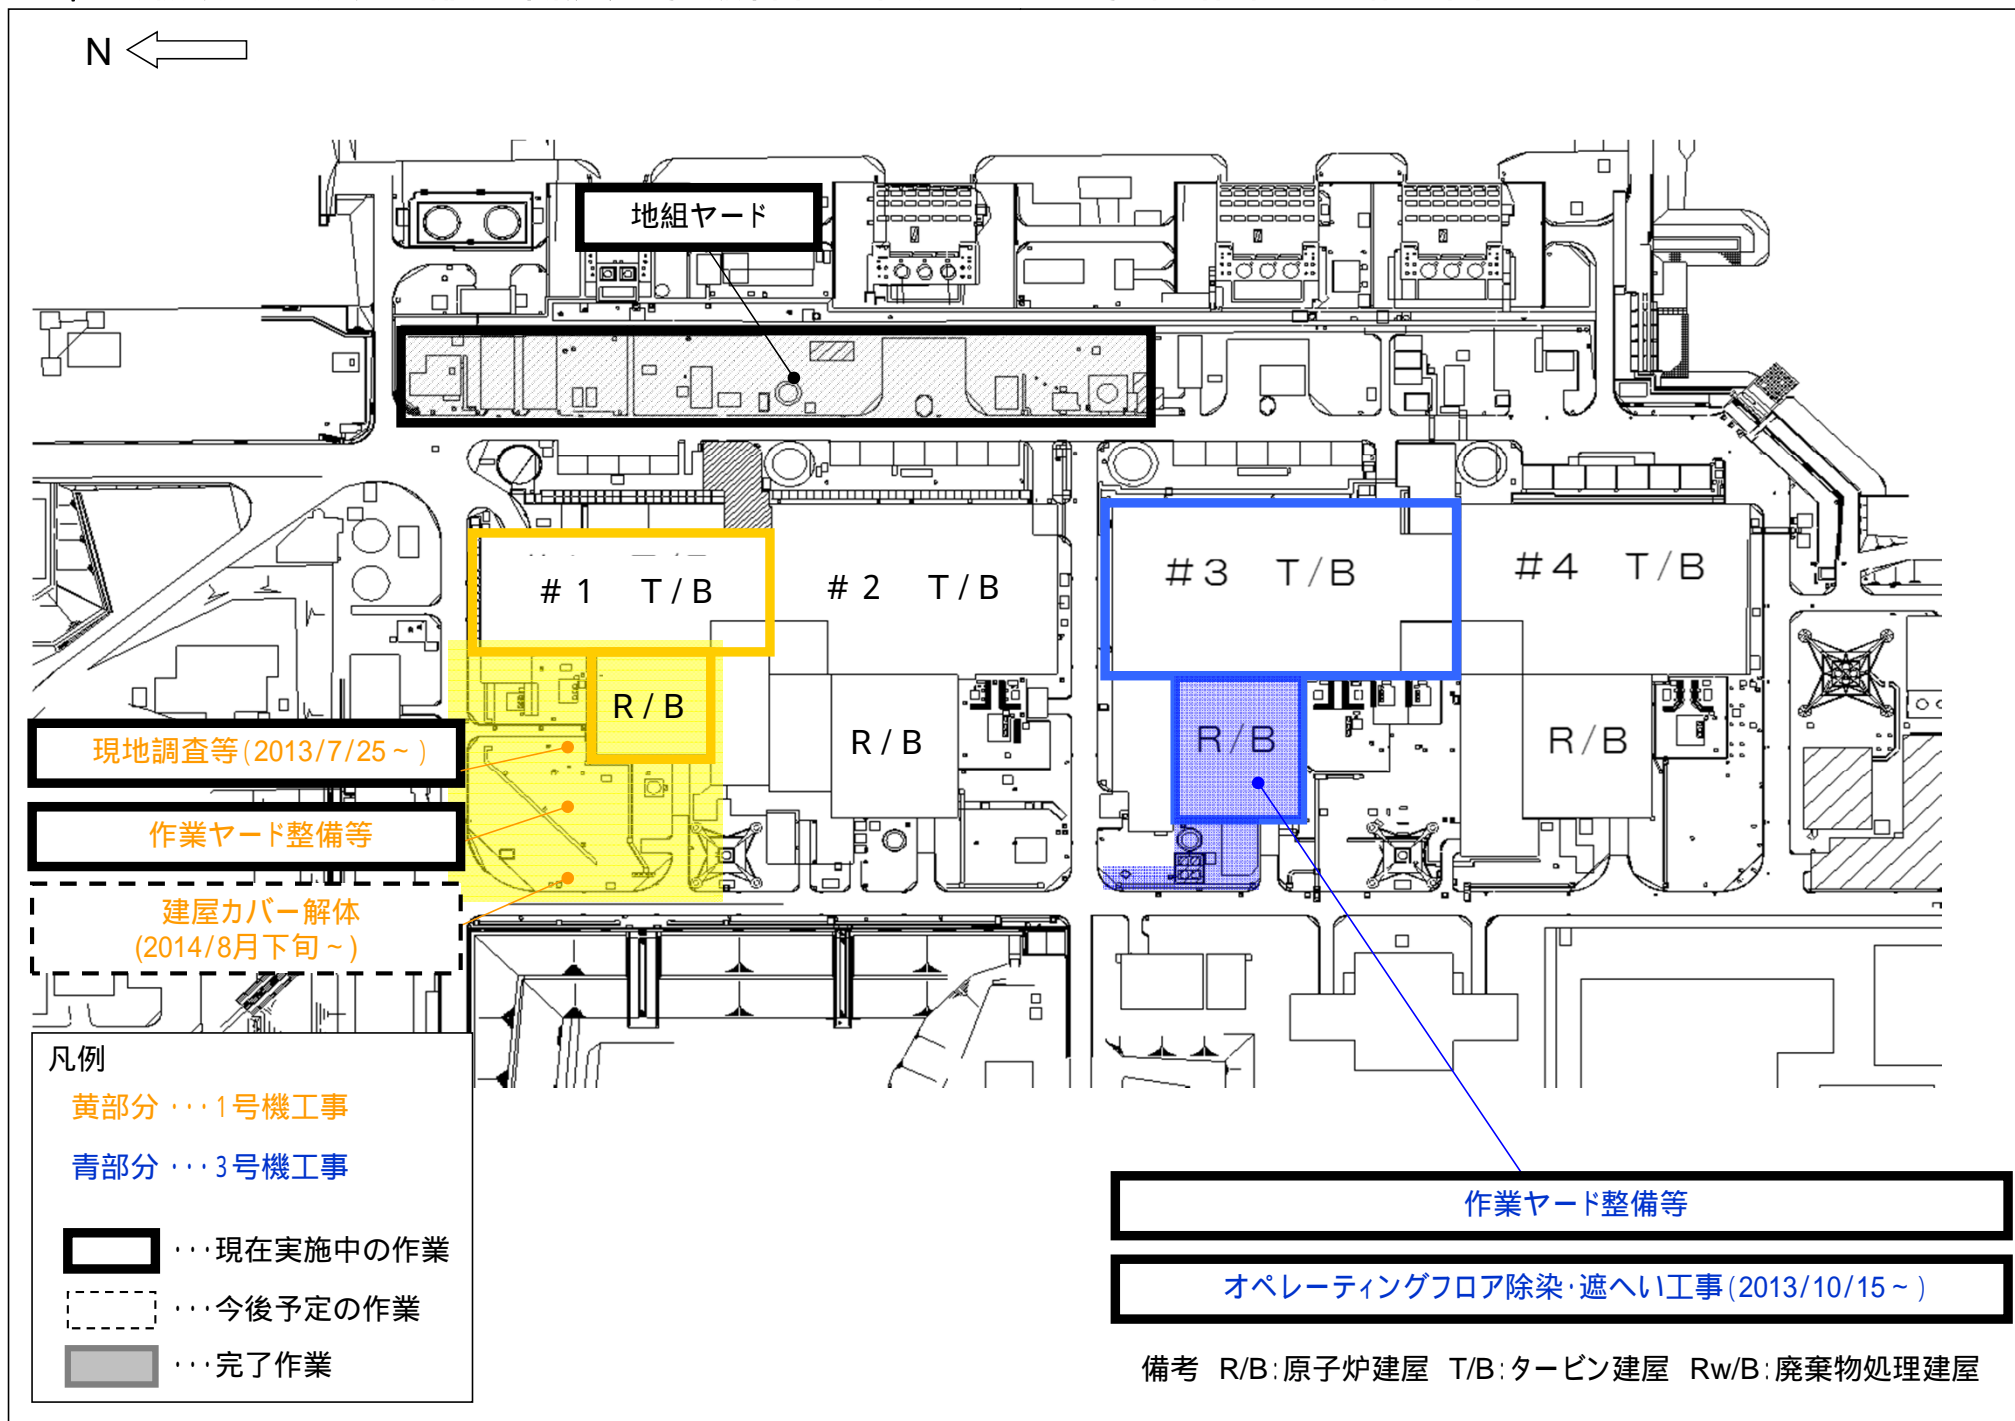 N
地組ヤード
# 1 T/B
# 2 T/B
#3 T/B
#4 T/B
R/B
R/B
R/B
R/B
現地調査等(2013/7/25~)
作業ヤード整備等
建屋カバー解体
(2014/8月下旬~)
凡例
黄部分 ・・・1号機工事
青部分 ・・・3号機工事
・・・現在実施中の作業
・・・今後予定の作業
・・・完了作業
作業ヤード整備等
オペレーティングフロア除染・遮へい工事(2013/10/15~)
備考 R/B:原子炉建屋 T/B:タービン建屋 Rw/B:廃棄物処理建屋